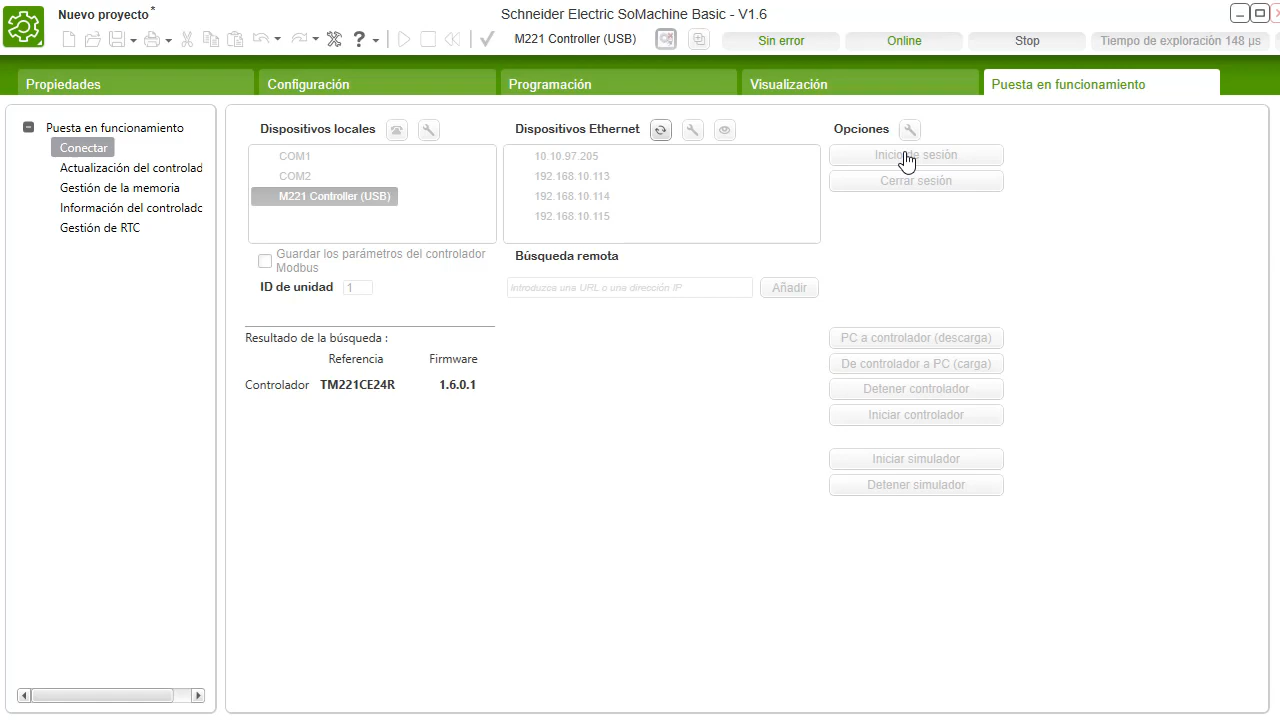 Nuevo proyecto*
Schneider Electric SoMachine Basic - V1.6
M221 Controller (USB)
Sin error
Online
Stop
Tiempo de exploración 148 µs
Propiedades
Configuración
Programación
Visualización
Puesta en funcionamiento
Puesta en funcionamiento
Conectar
Actualización del controlad
Gestión de la memoria
Información del controlado
Gestión de RTC
Dispositivos locales
COM1
COM2
M221 Controller (USB)
Guardar los parámetros del controlador
Modbus
ID de unidad 1
Resultado de la búsqueda :
Referencia Firmware
Controlador TM221CE24R 1.6.0.1
Dispositivos Ethernet
10.10.97.205
192.168.10.113
192.168.10.114
192.168.10.115
Búsqueda remota
Introduzca una URL o una dirección IP
Añadir
Opciones
Inicio de sesión
Cerrar sesión
PC a controlador (descarga)
De controlador a PC (carga)
Detener controlador
Iniciar controlador
Iniciar simulador
Detener simulador